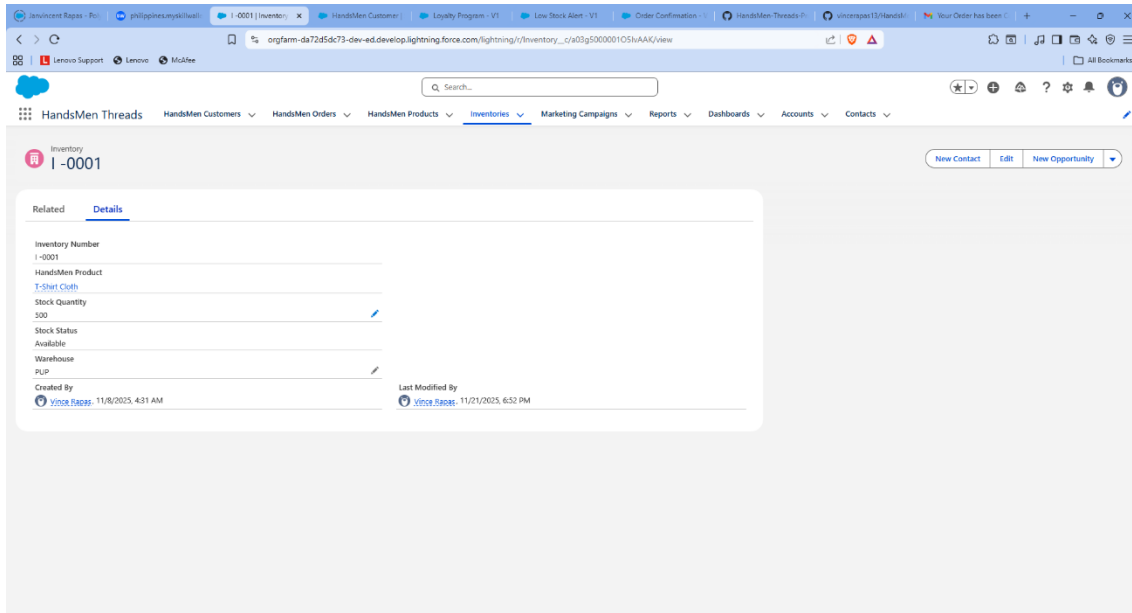 Janvincent Rapas - Pol
philippines.myskillwall
I -0001 | Inventory
HandsMen Customer |
Loyalty Program - V1
Low Stock Alert - V1
Order Confirmation -
HandsMen-Threads-P
vincerapas13/HandsM
Your Order has been C
orgfarm-da72d5dc73-dev-ed.develop.lightning.force.com/lightning/r/Inventory__c/a03g5000001O5IvAAK/view
Lenovo Support
Lenovo
McAfee
All Bookmarks
Search...
HandsMen Threads
HandsMen Customers
HandsMen Orders
HandsMen Products
Inventories
Marketing Campaigns
Reports
Dashboards
Accounts
Contacts
Inventory
I -0001
New Contact
Edit
New Opportunity
Related
Details
Inventory Number
I -0001
HandsMen Product
T-Shirt Cloth
Stock Quantity
500
Stock Status
Available
Warehouse
PUP
Created By
Vince Rapas, 11/8/2025, 4:31 AM
Last Modified By
Vince Rapas, 11/21/2025, 6:52 PM